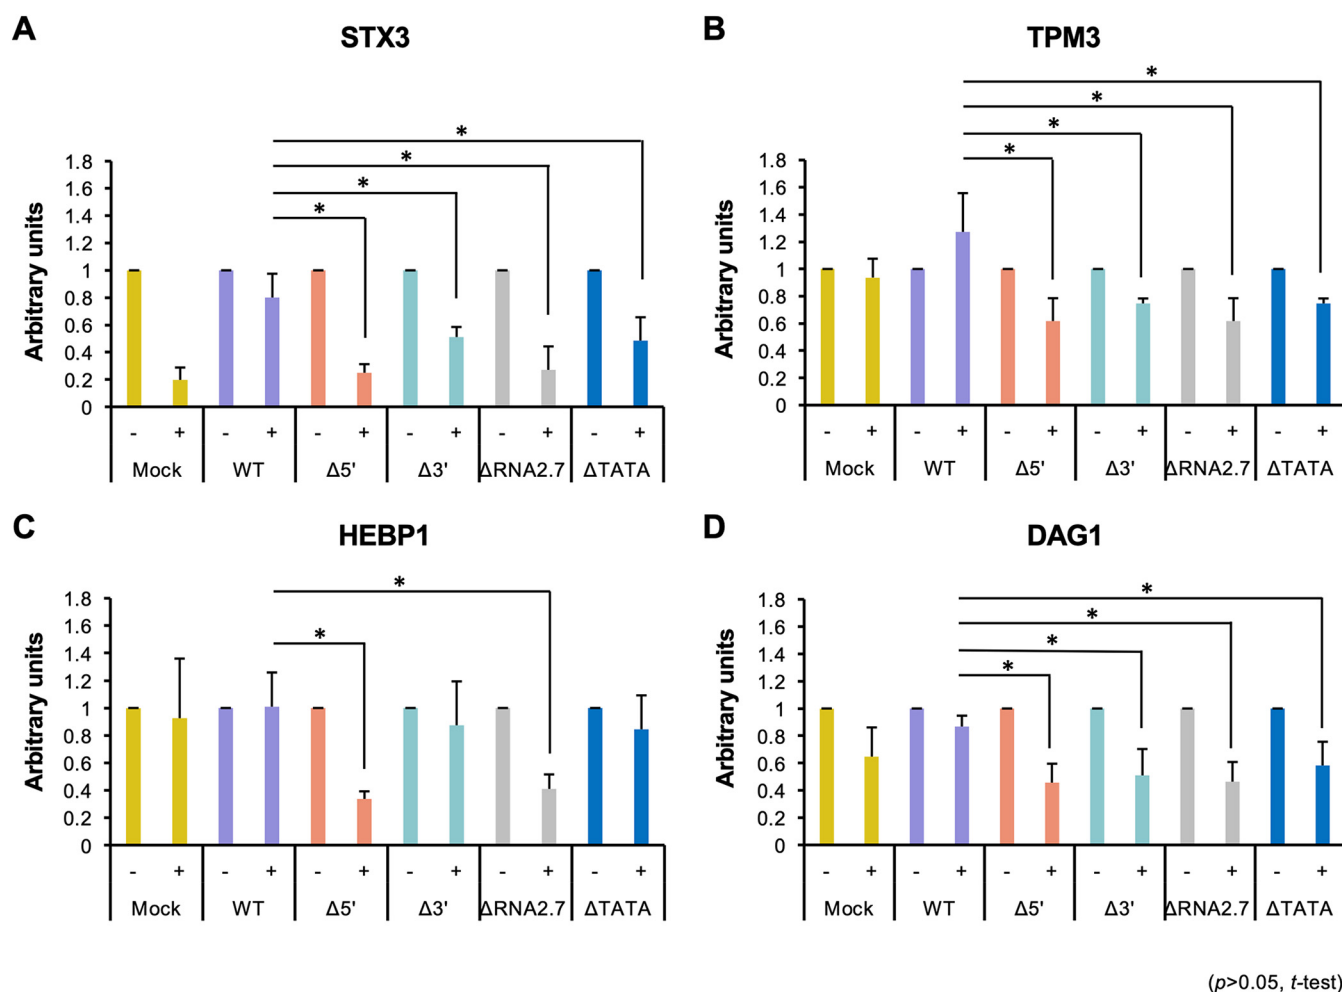 A
STX3
* 
*
*
*
Arbitrary units
1.8
1.6
1.4
1.2
1
0.8
0.6
0.4
0.2
0
- + - + - + - + - + - +
Mock WT Δ5' Δ3' ΔRNA2.7 ΔTATA
B
TPM3
*
*
*
*
Arbitrary units
1.8
1.6
1.4
1.2
1
0.8
0.6
0.4
0.2
0
- + - + - + - + - + - +
Mock WT Δ5' Δ3' ΔRNA2.7 ΔTATA
C
HEBP1
*
*
Arbitrary units
1.8
1.6
1.4
1.2
1
0.8
0.6
0.4
0.2
0
- + - + - + - + - + - +
Mock WT Δ5' Δ3' ΔRNA2.7 ΔTATA
D
DAG1
*
*
*
*
Arbitrary units
1.8
1.6
1.4
1.2
1
0.8
0.6
0.4
0.2
0
- + - + - + - + - + - +
Mock WT Δ5' Δ3' ΔRNA2.7 ΔTATA
(p>0.05, t-test)